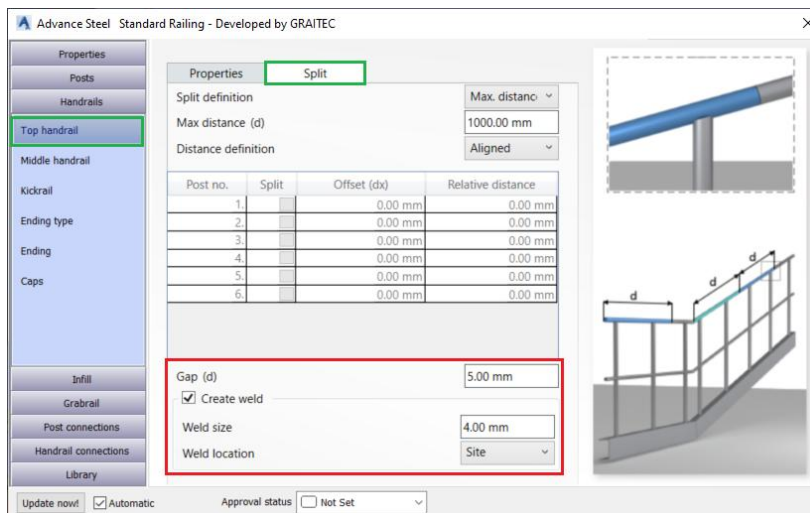 Advance Steel Standard Railing - Developed by GRAITEC
Properties
Posts
Handrails
Top handrail
Middle handrail
Kickrail
Ending type
Ending
Caps
Infill
Grabrail
Post connections
Handrail connections
Library
Properties Split
Split definition Max. distanc
Max distance (d) 1000.00 mm
Distance definition Aligned
Post no. Split Offset (dx) Relative distance
1. 0.00 mm 0.00 mm
2. 0.00 mm 0.00 mm
3. 0.00 mm 0.00 mm
4. 0.00 mm 0.00 mm
5. 0.00 mm 0.00 mm
6. 0.00 mm 0.00 mm
Gap (d) 5.00 mm
Create weld
Weld size 4.00 mm
Weld location Site
d
d
d
Update now! Automatic Approval status Not Set